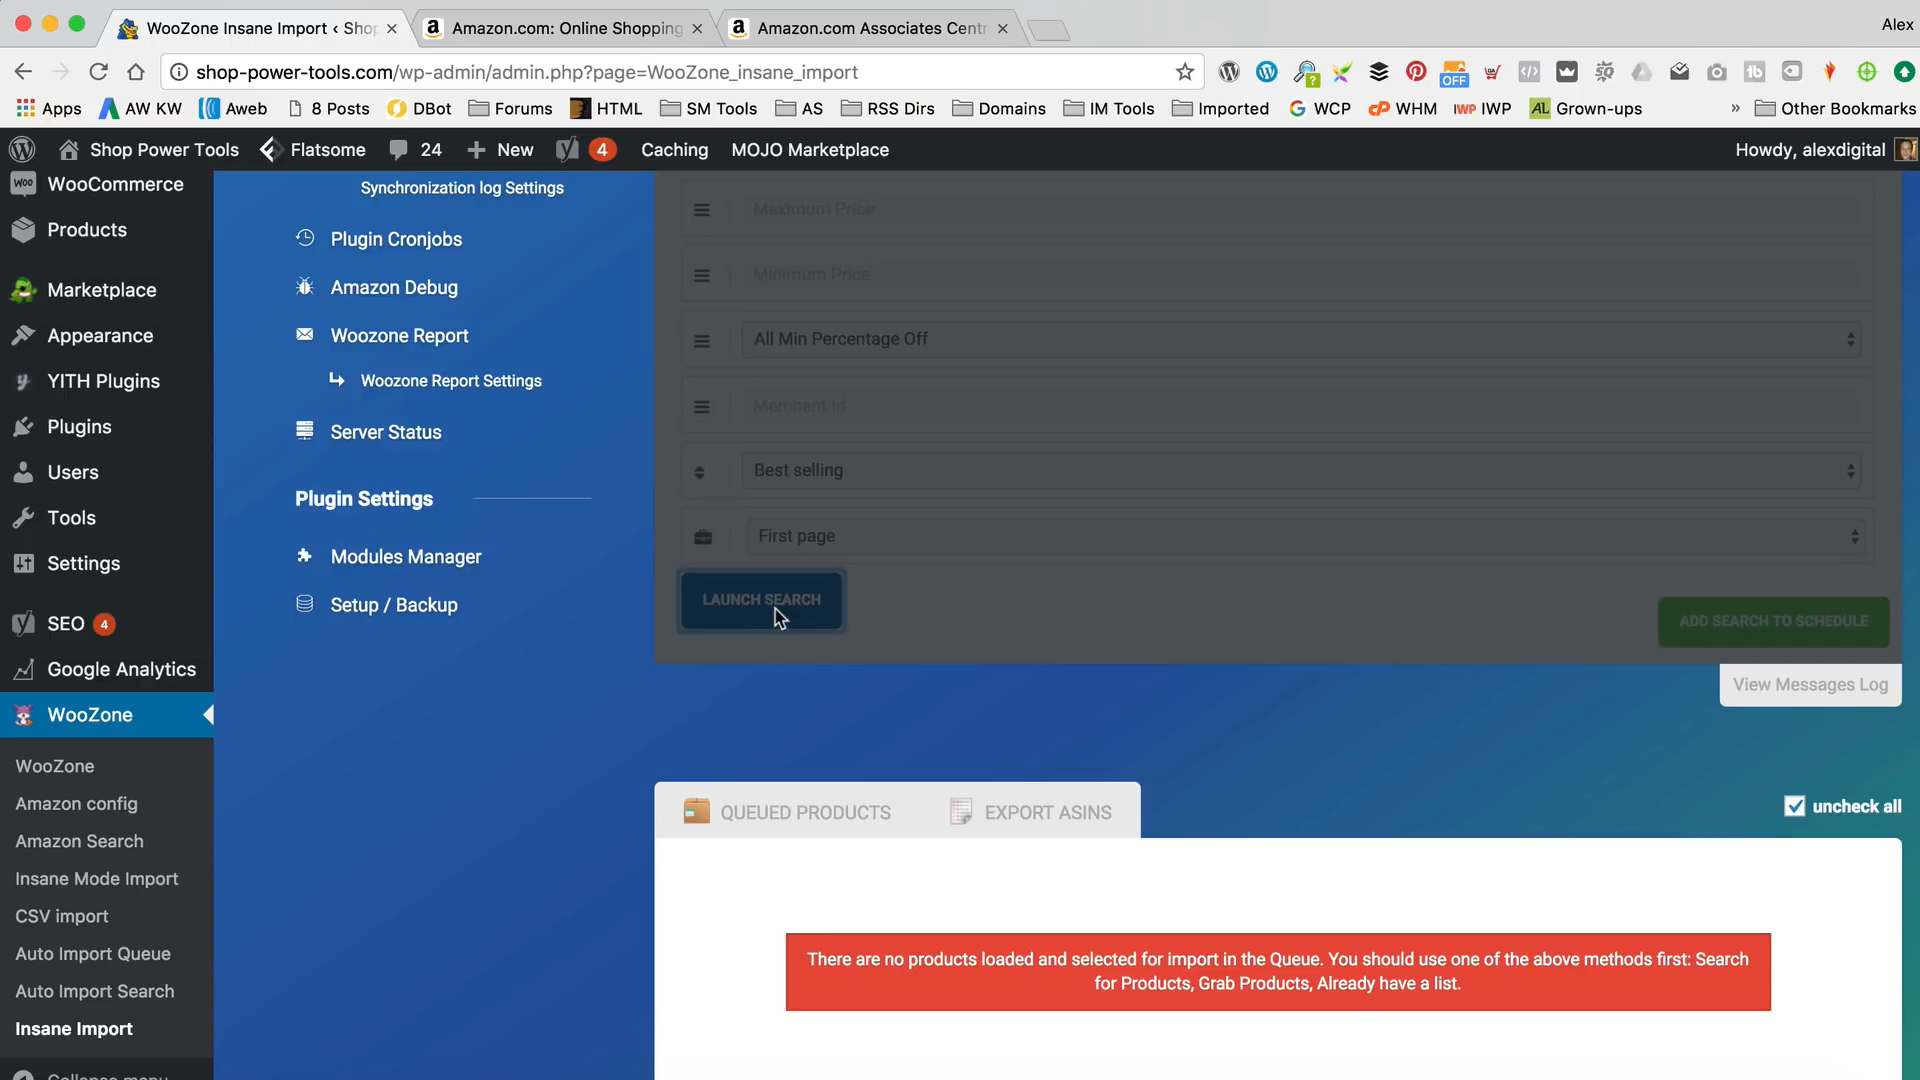 WooZone Insane Import ‹ Shop
Amazon.com: Online Shopping
Amazon.com Associates Centr
Alex
shop-power-tools.com/wp-admin/admin.php?page=WooZone_insane_import
OFF
Apps
AW KW
Aweb
8 Posts
DBot
Forums
HTML
SM Tools
AS
RSS Dirs
Domains
IM Tools
Imported
WCP
WHM
IWP
Grown-ups
»
Other Bookmarks
Shop Power Tools
Flatsome
24
New
4
Caching
MOJO Marketplace
Howdy, alexdigital
WooCommerce
Products
Marketplace
Appearance
YITH Plugins
Plugins
Users
Tools
Settings
SEO 4
Google Analytics
WooZone
WooZone
Amazon config
Amazon Search
Insane Mode Import
CSV import
Auto Import Queue
Auto Import Search
Insane Import
Collapse menu
Synchronization log Settings
Plugin Cronjobs
Amazon Debug
Woozone Report
Woozone Report Settings
Server Status
Plugin Settings
Modules Manager
Setup / Backup
Maximum Price
Minimum Price
All Min Percentage Off
Merchant Id
Best selling
First page
LAUNCH SEARCH
ADD SEARCH TO SCHEDULE
View Messages Log
QUEUED PRODUCTS
EXPORT ASINS
uncheck all
There are no products loaded and selected for import in the Queue. You should use one of the above methods first: Search
for Products, Grab Products, Already have a list.